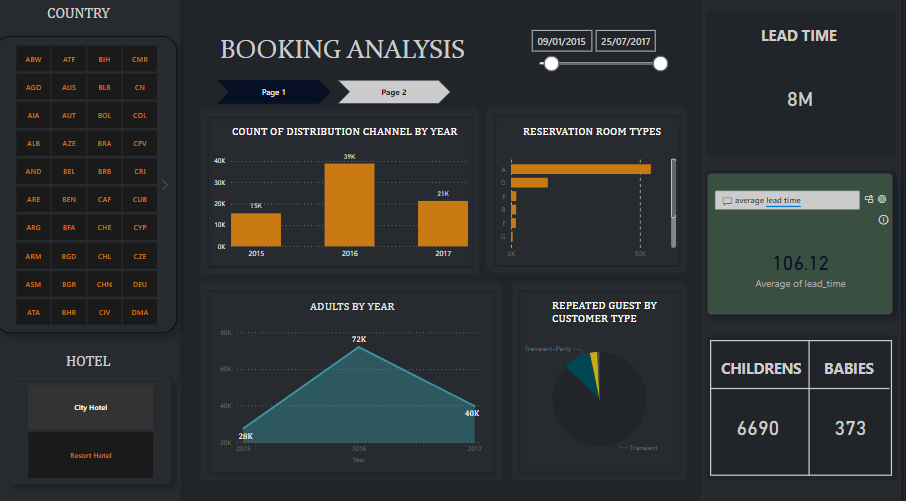 COUNTRY
ABW ATF BIH CMR
AGO AUS BLR CN
AIA AUT BOL COL
ALB AZE BRA CPV
AND BEL BRB CRI
ARE BEN CAF CUB
ARG BFA CHE CYP
ARM BGD CHL CZE
ASM BGR CHN DEU
ATA BHR CIV DMA
HOTEL
City Hotel
Resort Hotel
BOOKING ANALYSIS
09/01/2015 25/07/2017
Page 1 Page 2
COUNT OF DISTRIBUTION CHANNEL BY YEAR
40K
30K
20K
10K
0K
15K
39K
21K
2015 2016 2017
RESERVATION ROOM TYPES
A
D
E
F
G
0K 50K
ADULTS BY YEAR
80K
60K
40K
20K
28K
72K
40K
2015 2016 2017
Year
REPEATED GUEST BY
CUSTOMER TYPE
Transient-Party
Transient
LEAD TIME
8M
average lead time
106.12
Average of lead_time
CHILDRENS BABIES
6690 373